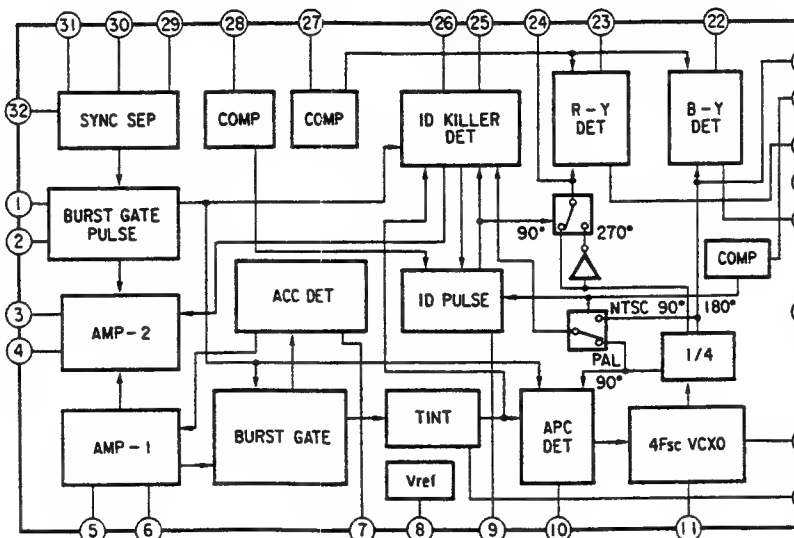 31 30 29 28 27 26 25 24 23 22
32
SYNC SEP
COMP
COMP
ID KILLER
DET
R-Y
DET
B-Y
DET
1
2
BURST GATE
PULSE
90°
270°
COMP
3
4
AMP-2
ACC DET
ID PULSE
NTSC 90°
180°
PAL
90°
1/4
AMP-1
BURST GATE
TINT
APC
DET
4Fsc VCXO
Vref
5 6 7 8 9 10 11